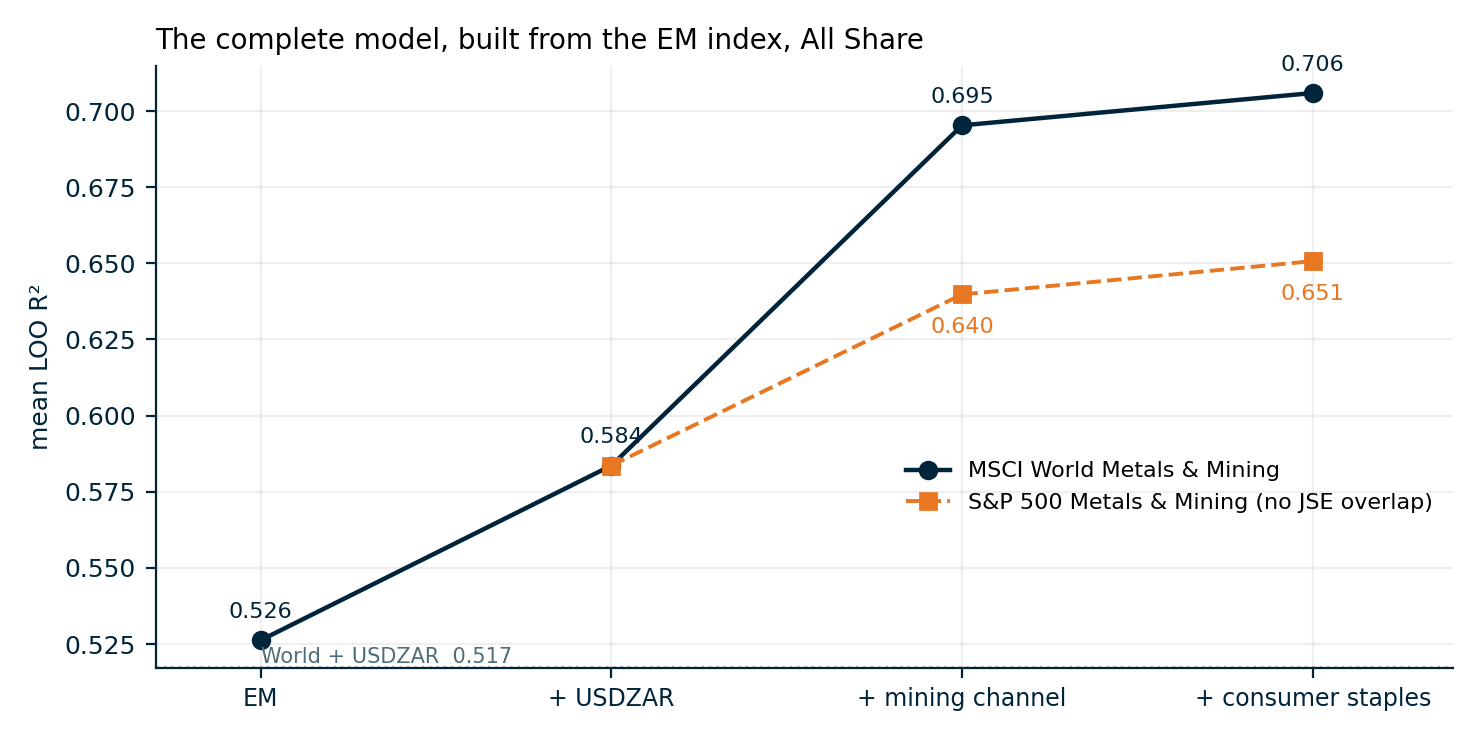 The complete model, built from the EM index, All Share
mean LOO R²
0.700
0.675
0.650
0.625
0.600
0.575
0.550
0.525
0.706
0.695
0.651
0.640
0.584
0.526
World + USDZAR 0.517
MSCI World Metals & Mining
S&P 500 Metals & Mining (no JSE overlap)
EM
+ USDZAR
+ mining channel
+ consumer staples